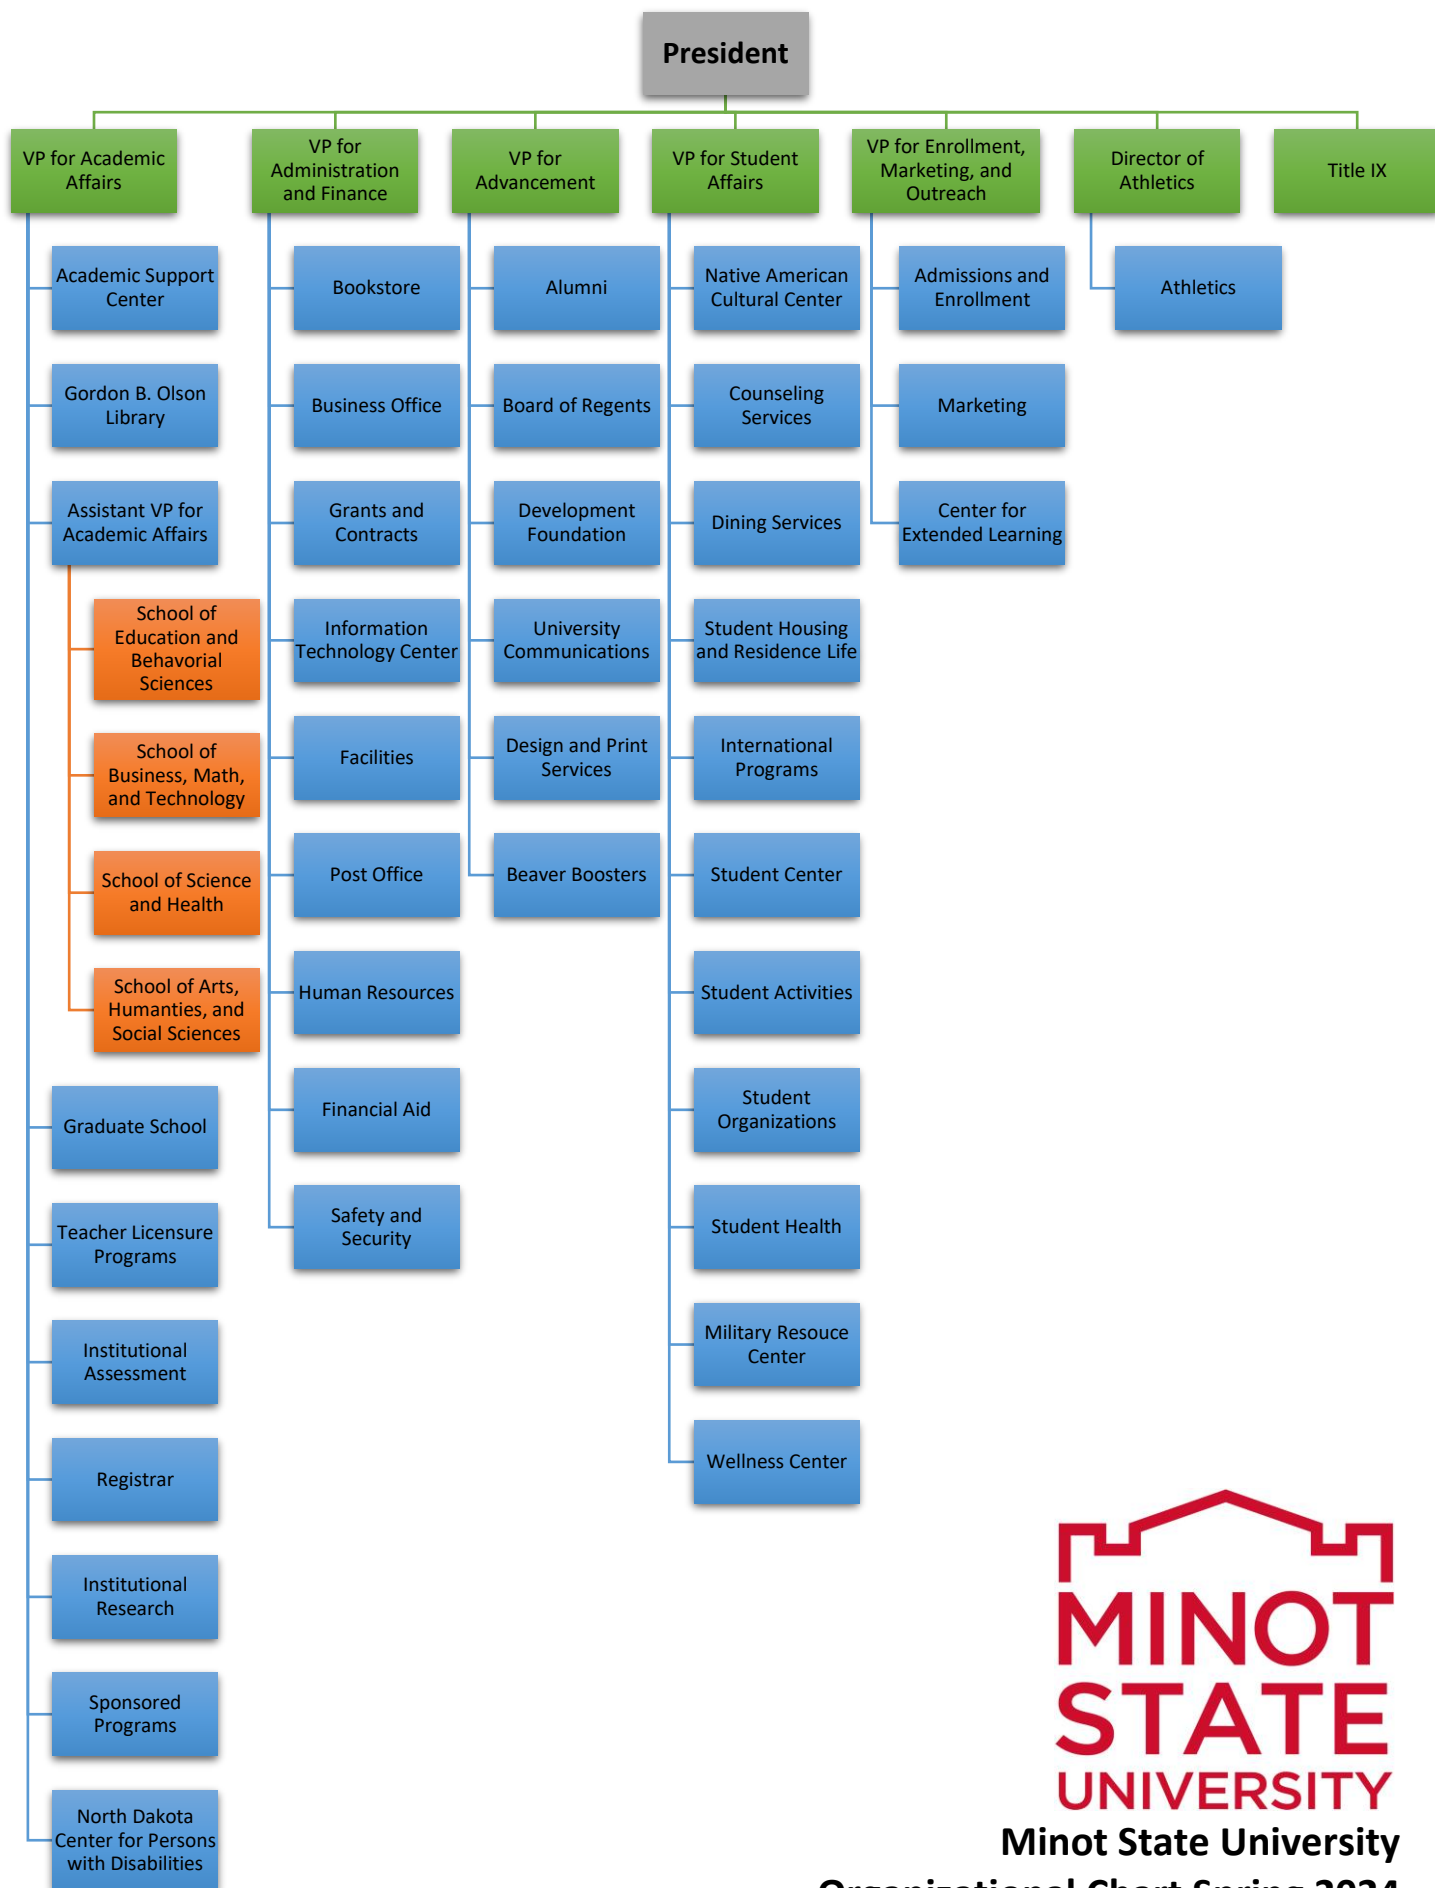 President
VP for Academic
Affairs
VP for
Administration
and Finance
VP for
Advancement
VP for Student
Affairs
VP for Enrollment,
Marketing, and
Outreach
Director of
Athletics
Title IX
Academic Support
Center
Gordon B. Olson
Library
Assistant VP for
Academic Affairs
School of
Education and
Behavorial
Sciences
School of
Business, Math,
and Technology
School of Science
and Health
School of Arts,
Humanties, and
Social Sciences
Graduate School
Teacher Licensure
Programs
Institutional
Assessment
Registrar
Institutional
Research
Sponsored
Programs
North Dakota
Center for Persons
with Disabilities
Bookstore
Business Office
Grants and
Contracts
Information
Technology Center
Facilities
Post Office
Human Resources
Financial Aid
Safety and
Security
Alumni
Board of Regents
Development
Foundation
University
Communications
Design and Print
Services
Beaver Boosters
Native American
Cultural Center
Counseling
Services
Dining Services
Student Housing
and Residence Life
International
Programs
Student Center
Student Activities
Student
Organizations
Student Health
Military Resouce
Center
Wellness Center
Admissions and
Enrollment
Marketing
Center for
Extended Learning
Athletics
MINOT
STATE
UNIVERSITY
Minot State University
Organizational Chart Spring 2024